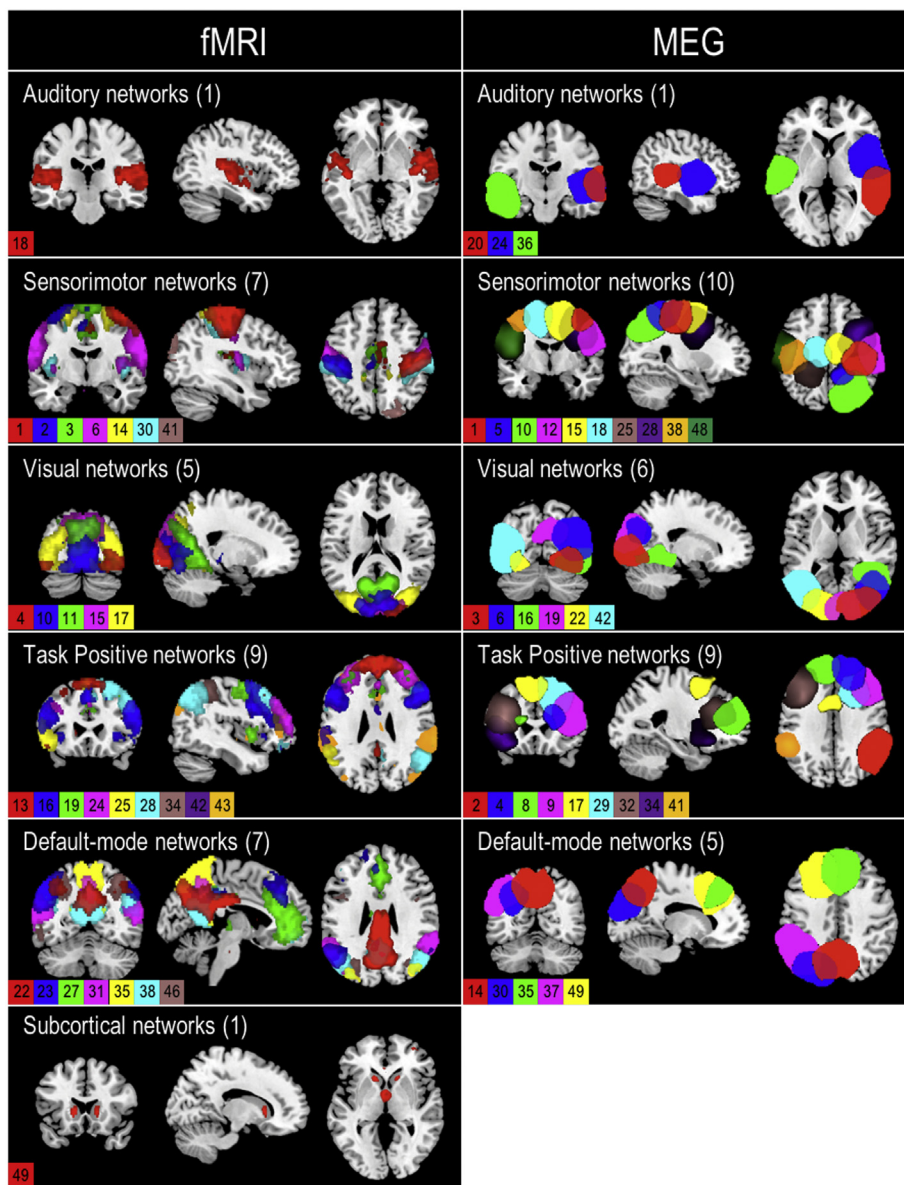 fMRI
MEG
Auditory networks (1)
18
Auditory networks (1)
20 24 36
Sensorimotor networks (7)
1 2 3 6 14 30 41
Sensorimotor networks (10)
1 5 10 12 15 18 25 28 38 48
Visual networks (5)
4 10 11 15 17
Visual networks (6)
3 6 16 19 22 42
Task Positive networks (9)
13 16 19 24 25 28 34 42 43
Task Positive networks (9)
2 4 8 9 17 29 32 34 41
Default-mode networks (7)
22 23 27 31 35 38 46
Default-mode networks (5)
14 30 35 37 49
Subcortical networks (1)
49